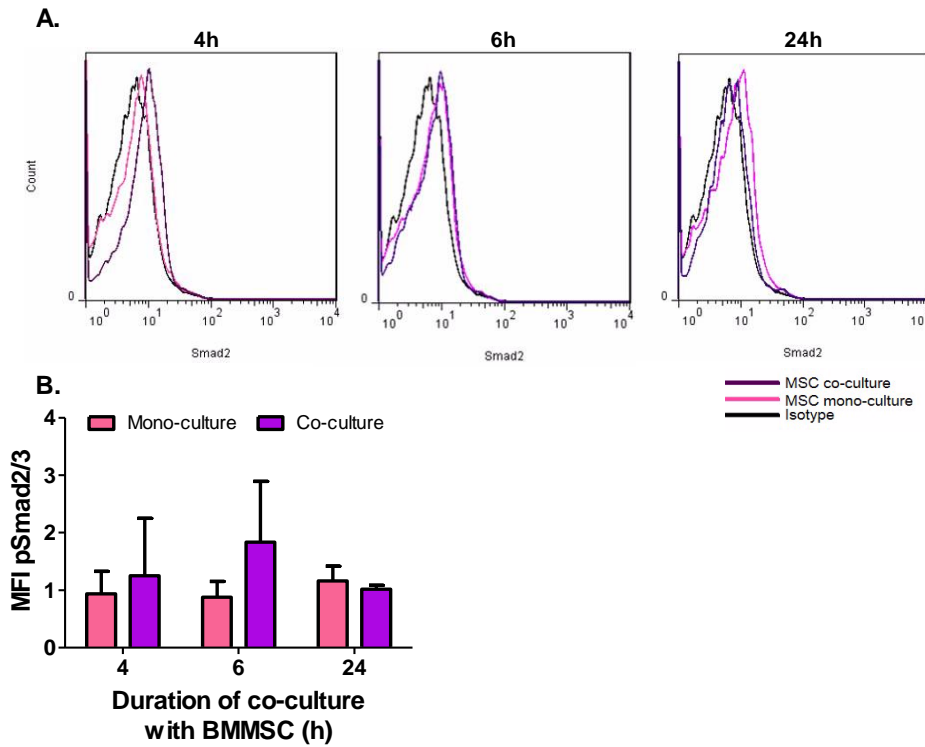 A.
4h
6h
24h
Count
0
10^0 10^1 10^2 10^3 10^4
Smad2
0
10^0 10^1 10^2 10^3 10^4
Smad2
0
10^0 10^1 10^2 10^3
Smad2
MSC co-culture
MSC mono-culture
Isotype
B.
Mono-culture
Co-culture
MFI pSmad2/3
4
3
2
1
0
4
6
24
Duration of co-culture
with BMMSC (h)